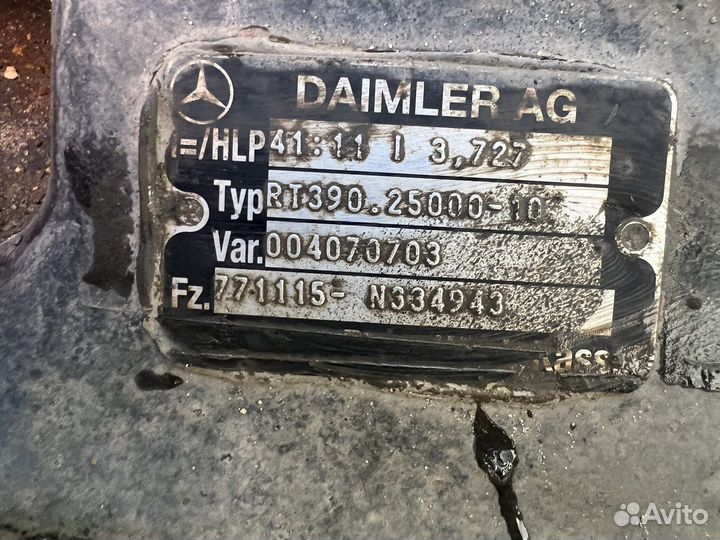 DAIMLER AG
i=/HLP 41:11 I 3,727
Typ RT390.25000-10
Var. 004070703
Fz. 771115- N334943
Avito